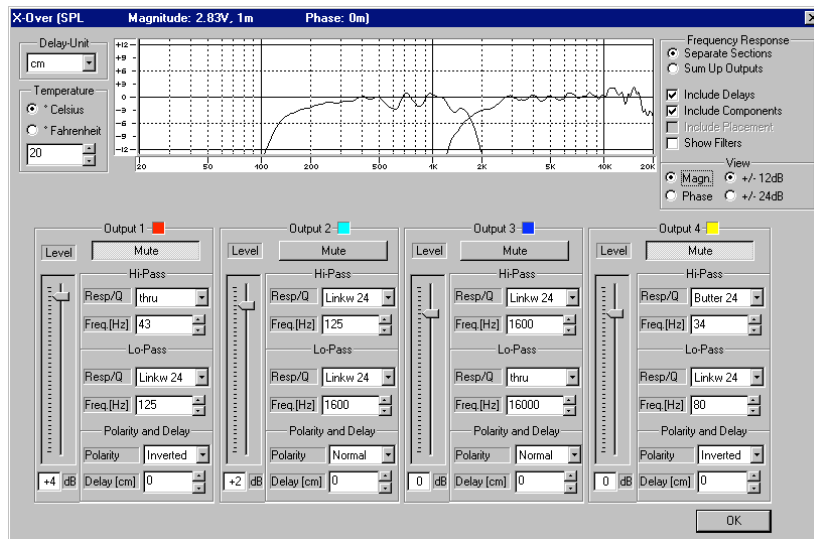 X-Over (SPL Magnitude: 2.83V, 1m Phase: 0m)
Delay-Unit
cm
Temperature
° Celsius
° Fahrenheit
20
+12
+9
+6
+3
0
-3
-6
-9
-12
20 50 100 200 500 1K 2K 5K 10K 20K
Frequency Response
Separate Sections
Sum Up Outputs
Include Delays
Include Components
Include Placement
Show Filters
View
Magn. +/- 12dB
Phase +/- 24dB
Output 1
Level Mute
Hi-Pass
Resp/Q thru
Freq.[Hz] 43
Lo-Pass
Resp/Q Linkw 24
Freq.[Hz] 125
Polarity and Delay
Polarity Inverted
+4 dB Delay [cm] 0
Output 2
Level Mute
Hi-Pass
Resp/Q Linkw 24
Freq.[Hz] 125
Lo-Pass
Resp/Q Linkw 24
Freq.[Hz] 1600
Polarity and Delay
Polarity Normal
+2 dB Delay [cm] 0
Output 3
Level Mute
Hi-Pass
Resp/Q Linkw 24
Freq.[Hz] 1600
Lo-Pass
Resp/Q thru
Freq.[Hz] 16000
Polarity and Delay
Polarity Normal
0 dB Delay [cm] 0
Output 4
Level Mute
Hi-Pass
Resp/Q Butter 24
Freq.[Hz] 34
Lo-Pass
Resp/Q Linkw 24
Freq.[Hz] 80
Polarity and Delay
Polarity Inverted
0 dB Delay [cm] 0
OK